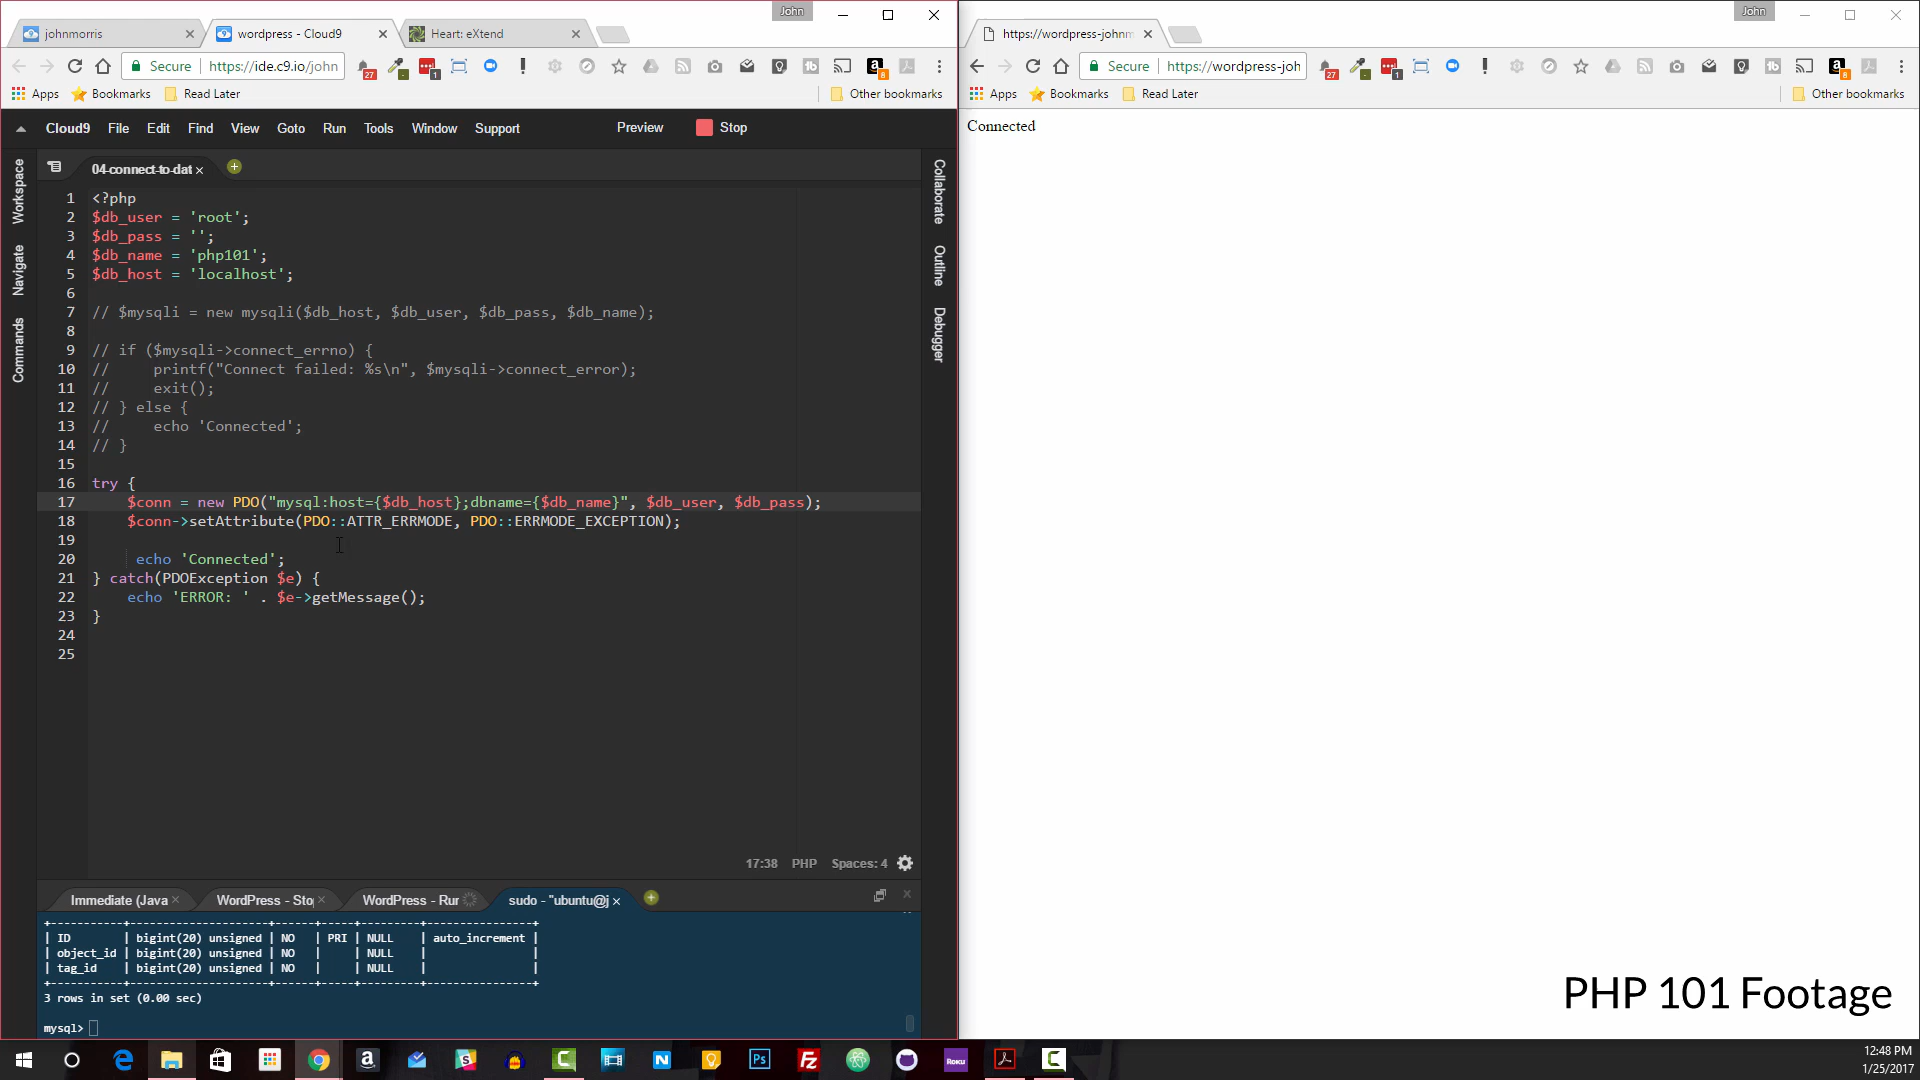 John
johnmorris
wordpress - Cloud9
Heart: eXtend
Secure
https://ide.c9.io/john
27
1
8
Apps
Bookmarks
Read Later
Other bookmarks
Cloud9 File Edit Find View Goto Run Tools Window Support Preview Stop
Workspace
Navigate
Commands
04-connect-to-dat
1 <?php
2 $db_user = 'root';
3 $db_pass = '';
4 $db_name = 'php101';
5 $db_host = 'localhost';
6
7 // $mysqli = new mysqli($db_host, $db_user, $db_pass, $db_name);
8
9 // if ($mysqli->connect_errno) {
10 //     printf("Connect failed: %s\n", $mysqli->connect_error);
11 //     exit();
12 // } else {
13 //     echo 'Connected';
14 // }
15
16 try {
17     $conn = new PDO("mysql:host={$db_host};dbname={$db_name}", $db_user, $db_pass);
18     $conn->setAttribute(PDO::ATTR_ERRMODE, PDO::ERRMODE_EXCEPTION);
19
20      echo 'Connected';
21 } catch(PDOException $e) {
22     echo 'ERROR: ' . $e->getMessage();
23 }
24
25
Collaborate
Outline
Debugger
17:38 PHP Spaces: 4
Immediate (Java
WordPress - Sto
WordPress - Rur
sudo - "ubuntu@j
+-----------+---------------------+------+-----+---------+----------------+
| ID | bigint(20) unsigned | NO | PRI | NULL | auto_increment |
| object_id | bigint(20) unsigned | NO | | NULL | |
| tag_id | bigint(20) unsigned | NO | | NULL | |
+-----------+---------------------+------+-----+---------+----------------+
3 rows in set (0.00 sec)
mysql>
John
https://wordpress-johnm
Secure
https://wordpress-joh
27
1
8
Apps
Bookmarks
Read Later
Other bookmarks
Connected
PHP 101 Footage
Ps
Fz
ROKU
12:48 PM
1/25/2017